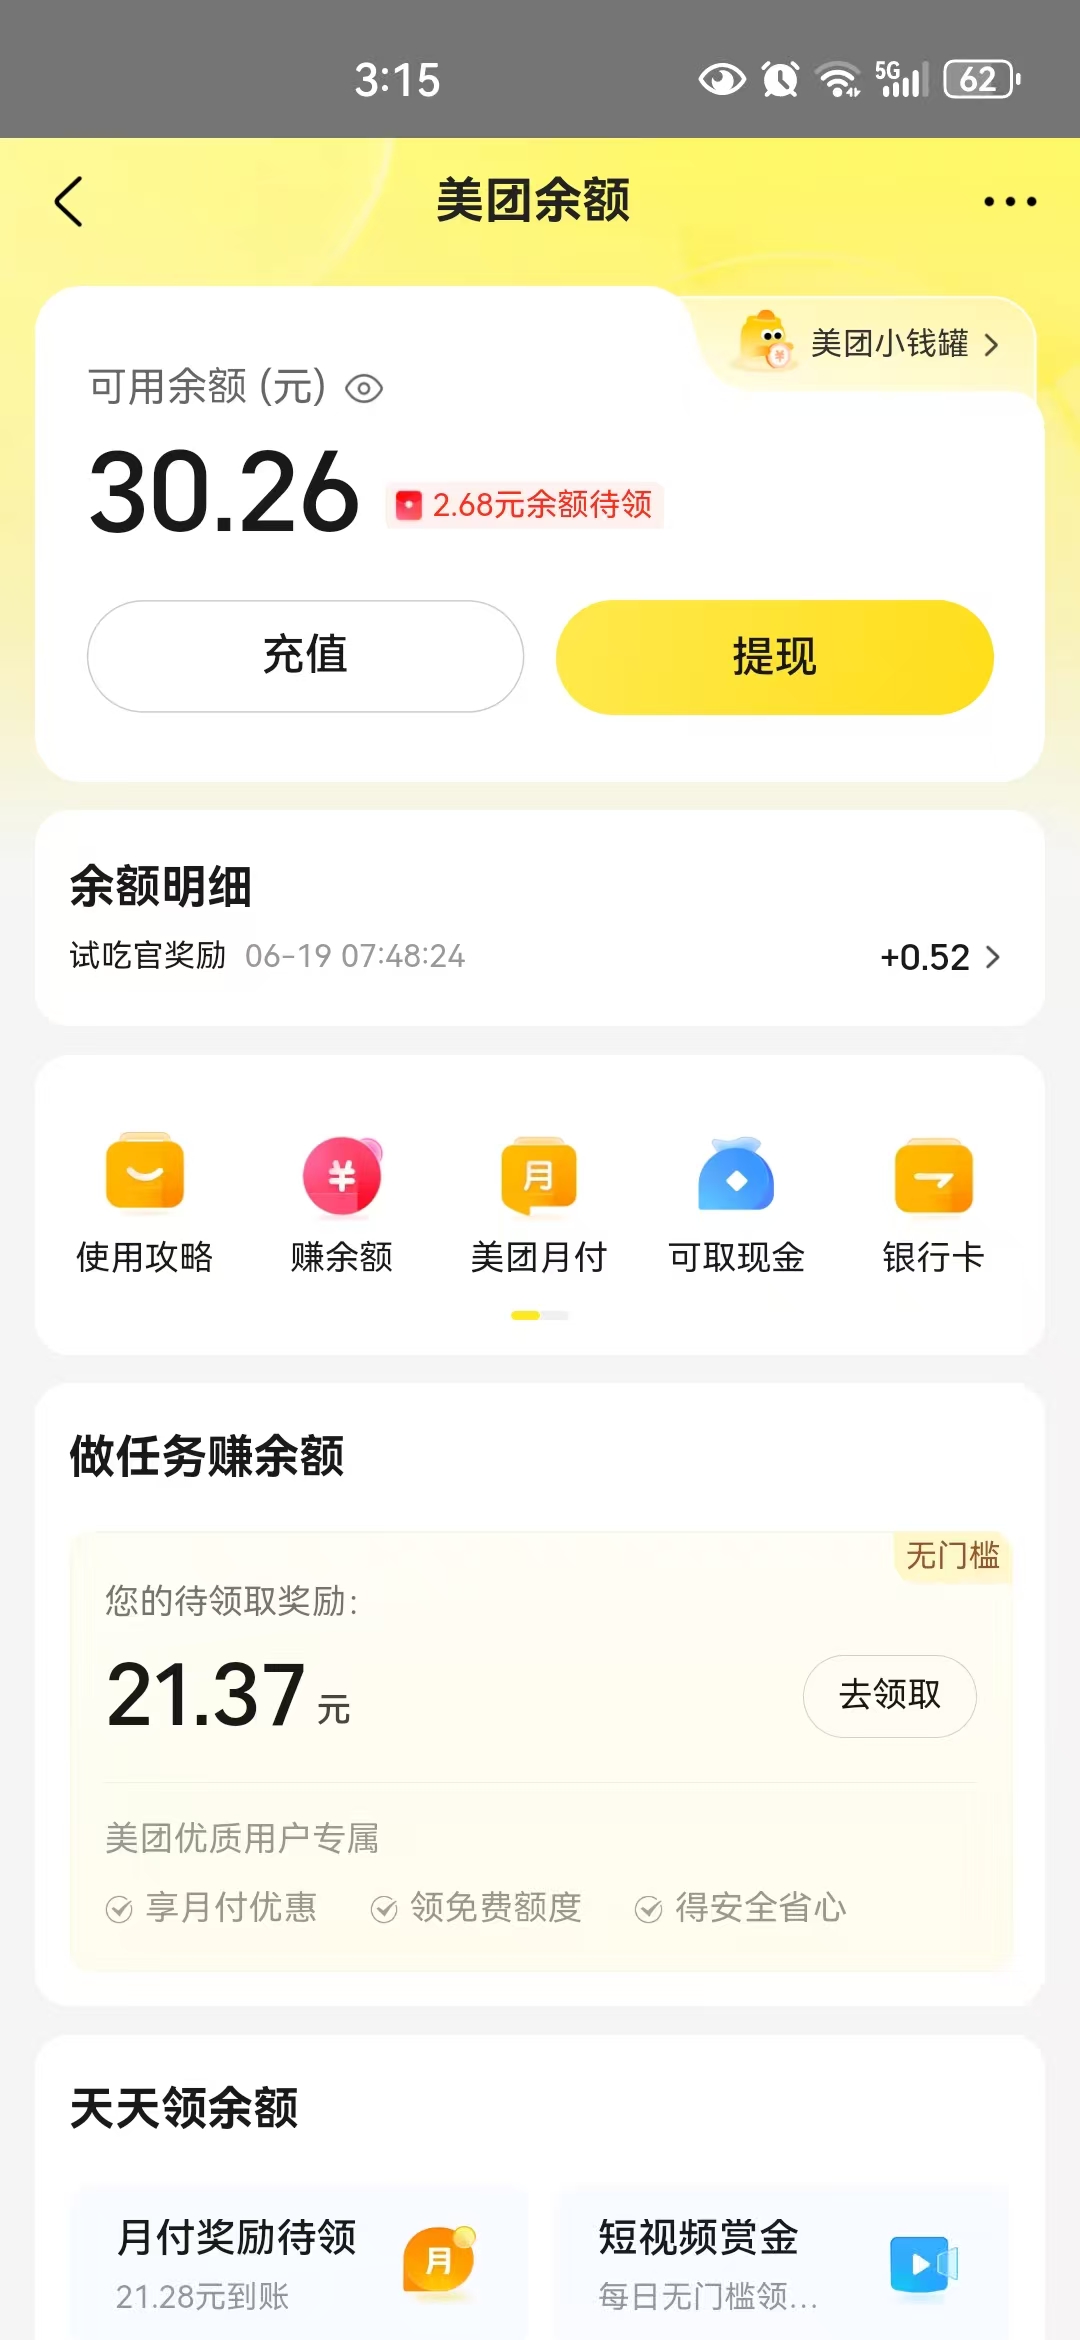 3:15 5G 62
美团余额
美团小钱罐
可用余额 (元)
30.26 2.68元余额待领
充值 提现
余额明细
试吃官奖励 06-19 07:48:24 +0.52
月
使用攻略 赚余额 美团月付 可取现金 银行卡
做任务赚余额
无门槛
您的待领取奖励:
21.37 元 去领取
美团优质用户专属
享月付优惠 领免费额度 得安全省心
天天领余额
月付奖励待领 月 短视频赏金
21.28元到账 每日无门槛领...